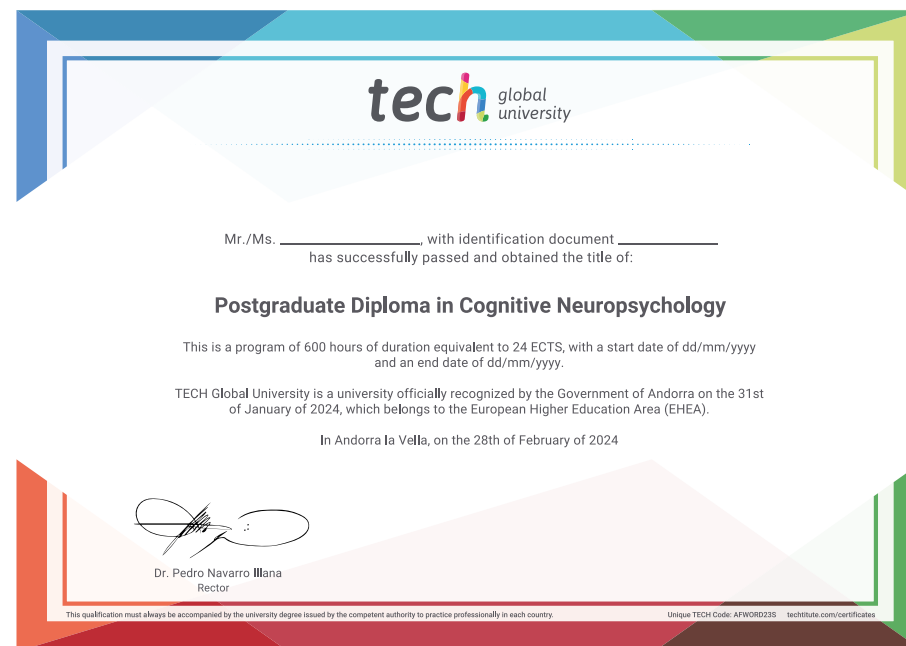 tech global university
Mr./Ms. ____________, with identification document ____________
has successfully passed and obtained the title of:
Postgraduate Diploma in Cognitive Neuropsychology
This is a program of 600 hours of duration equivalent to 24 ECTS, with a start date of dd/mm/yyyy
and an end date of dd/mm/yyyy.
TECH Global University is a university officially recognized by the Government of Andorra on the 31st
of January of 2024, which belongs to the European Higher Education Area (EHEA).
In Andorra la Vella, on the 28th of February of 2024
Dr. Pedro Navarro Illana
Rector
This qualification must always be accompanied by the university degree issued by the competent authority to practice professionally in each country.
Unique TECH Code: AFWORD23S techtitute.com/certificates